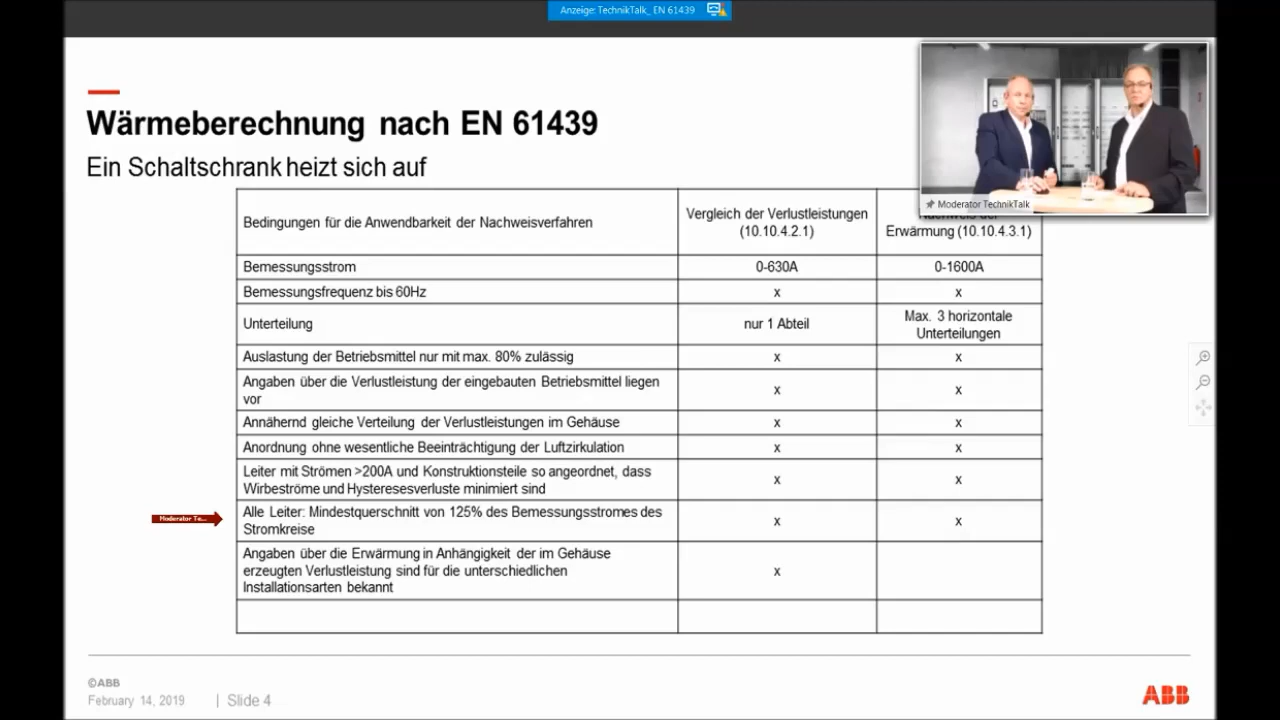 Anzeige: TechnikTalk_ EN 61439
Wärmeberechnung nach EN 61439
Ein Schaltschrank heizt sich auf
Moderator TechnikTalk
Bedingungen für die Anwendbarkeit der Nachweisverfahren
Vergleich der Verlustleistungen
(10.10.4.2.1)
Nachweis der
Erwärmung (10.10.4.3.1)
Bemessungsstrom
0-630A
0-1600A
Bemessungsfrequenz bis 60Hz
x
x
Unterteilung
nur 1 Abteil
Max. 3 horizontale
Unterteilungen
Auslastung der Betriebsmittel nur mit max. 80% zulässig
x
x
Angaben über die Verlustleistung der eingebauten Betriebsmittel liegen
vor
x
x
Annähernd gleiche Verteilung der Verlustleistungen im Gehäuse
x
x
Anordnung ohne wesentliche Beeinträchtigung der Luftzirkulation
x
x
Leiter mit Strömen >200A und Konstruktionsteile so angeordnet, dass
Wirbeströme und Hysteresesverluste minimiert sind
x
x
Moderator Te...
Alle Leiter: Mindestquerschnitt von 125% des Bemessungsstromes des
Stromkreise
x
x
Angaben über die Erwärmung in Anhängigkeit der im Gehäuse
erzeugten Verlustleistung sind für die unterschiedlichen
Installationsarten bekannt
x
©ABB
February 14, 2019
| Slide 4
ABB